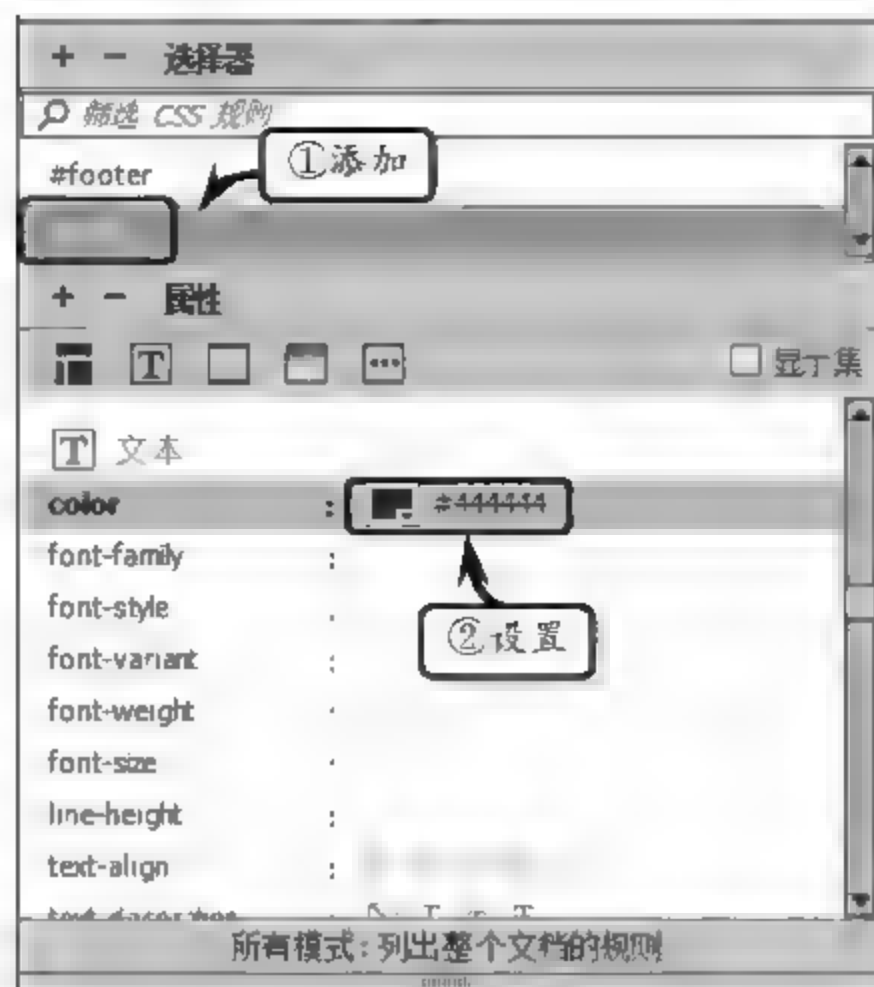 + − 选择器
筛选 CSS 规则
#footer
①添加
+ − 属性
T
显示集
T 文本
color : #444444
font-family :
font-style :
font-variant :
font-weight :
font-size :
line-height :
②设置
text-align :
所有模式:列出整个文档的规则